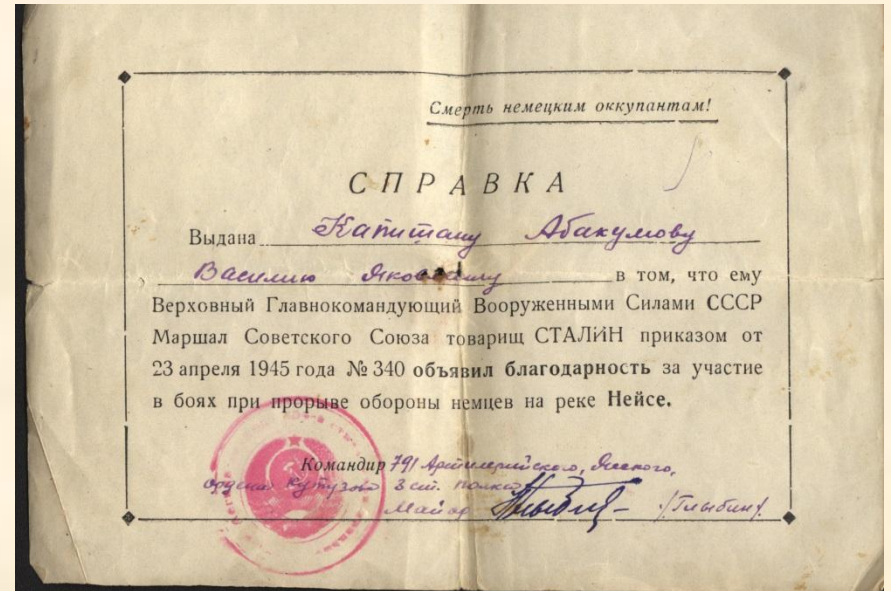 Смерть немецким оккупантам!
СПРАВКА
Выдана Капитану Абакумову
Василию Яковлевичу в том, что ему
Верховный Главнокомандующий Вооруженными Силами СССР
Маршал Советского Союза товарищ СТАЛИН приказом от
23 апреля 1945 года № 340 объявил благодарность за участие
в боях при прорыве обороны немцев на реке Нейсе.
Командир 791 Артиллерийского, Ясского,
ордена Кутузова 3 ст. полка
Майор /Глыбин/